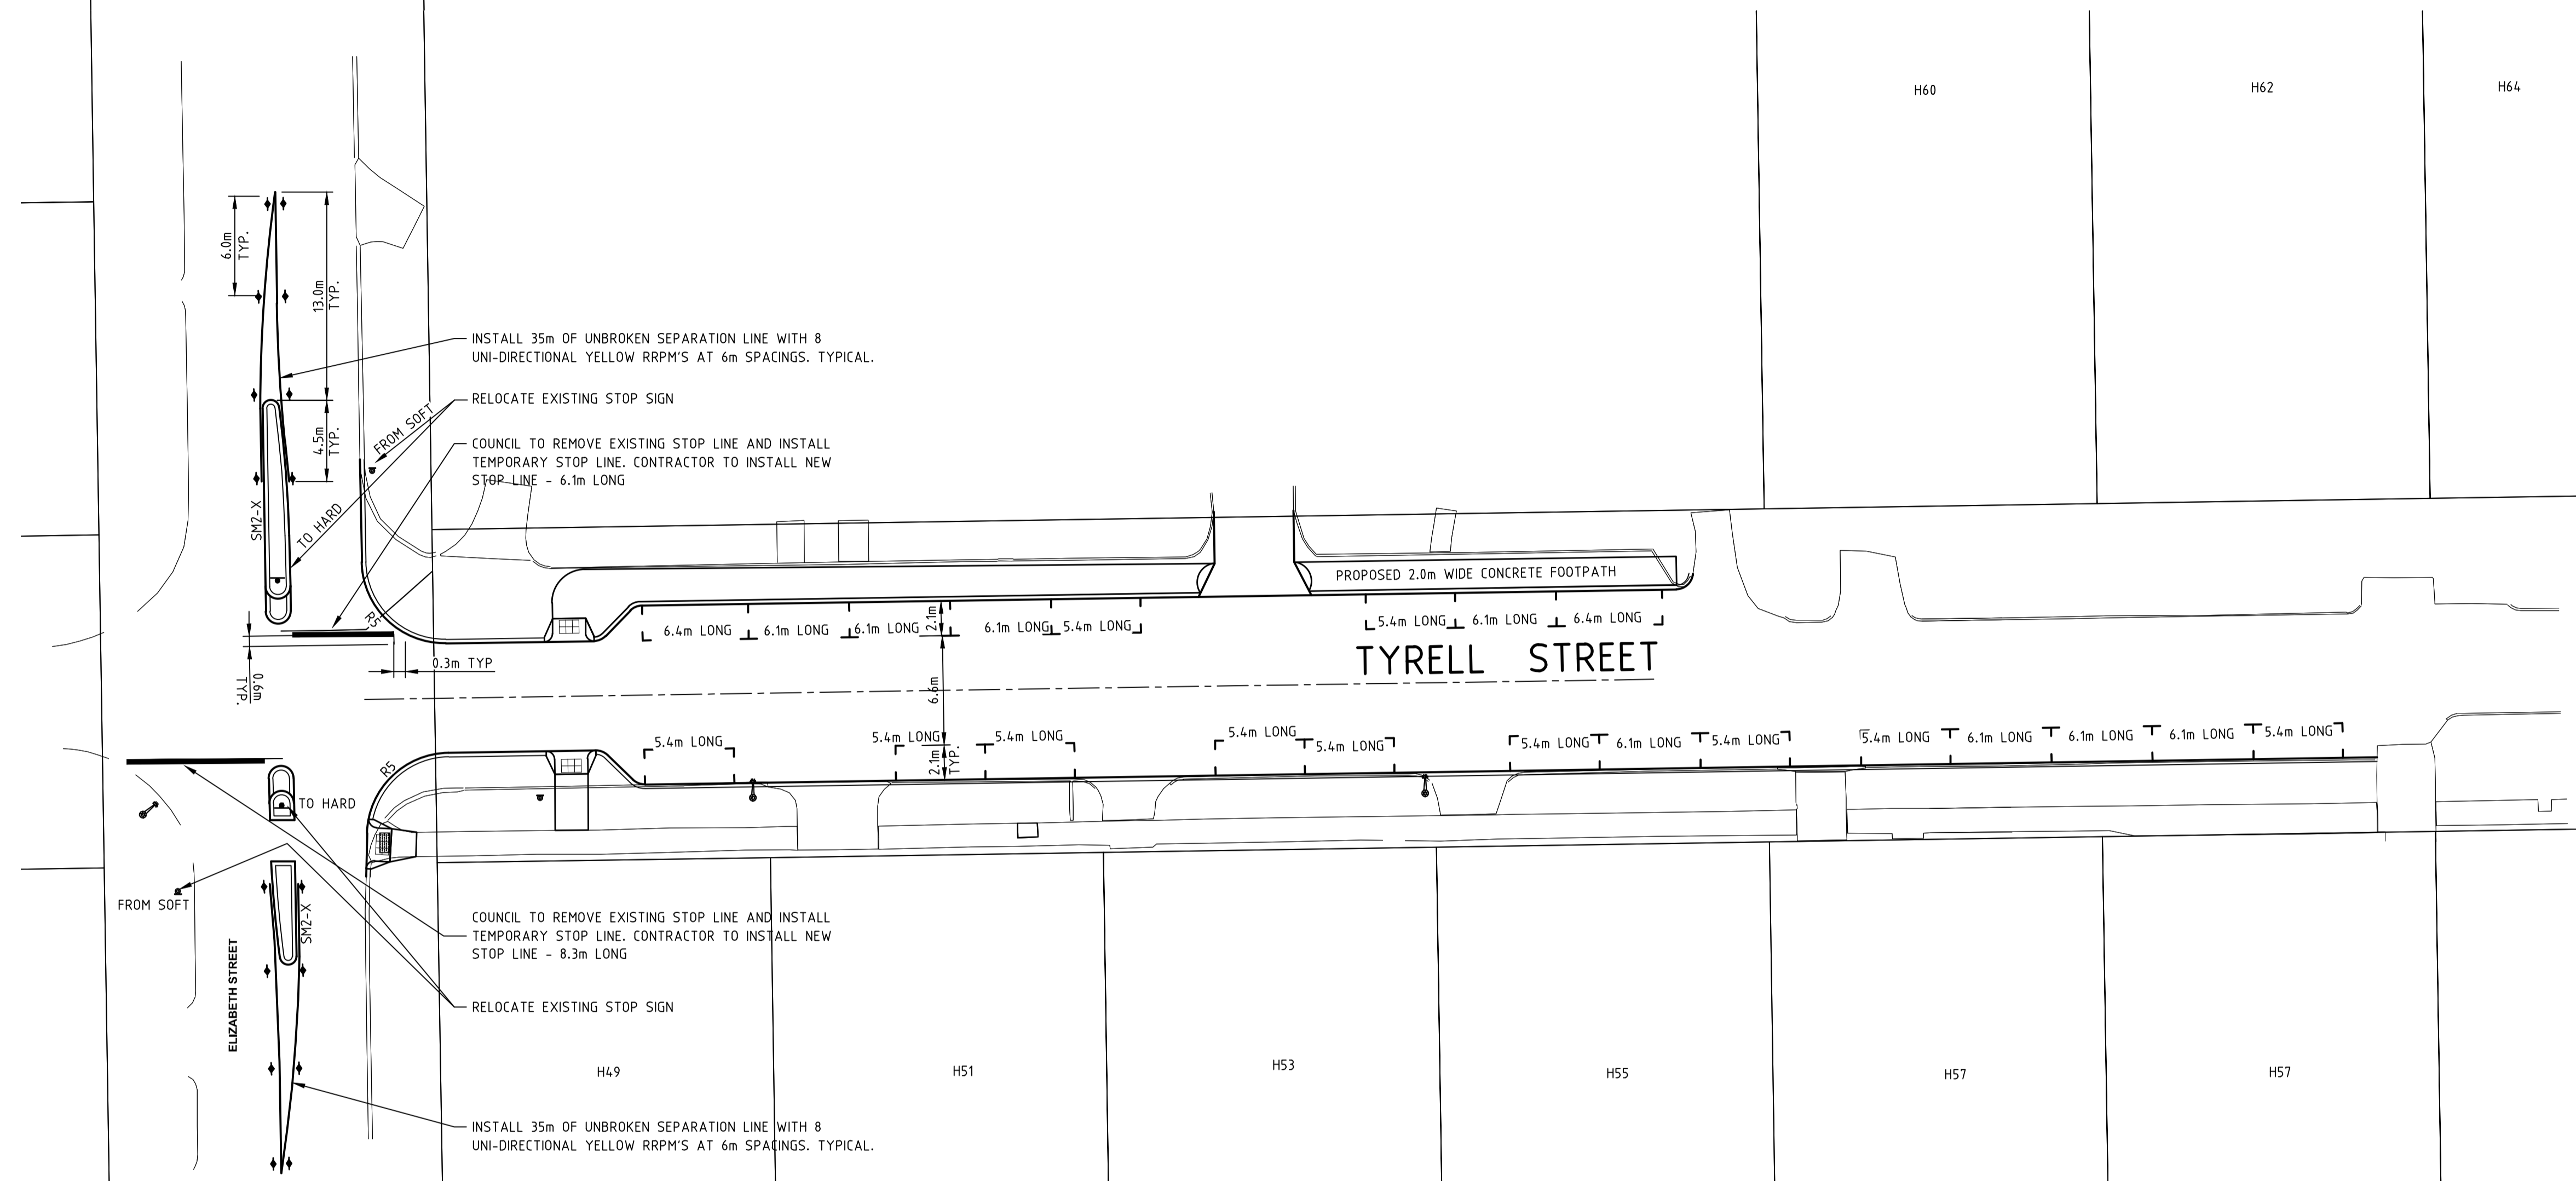 H60
H62
H64
6.0m
TYP.
13.0m
TYP.
INSTALL 35m OF UNBROKEN SEPARATION LINE WITH 8
UNI-DIRECTIONAL YELLOW RRPM'S AT 6m SPACINGS. TYPICAL.
RELOCATE EXISTING STOP SIGN
FROM SOFT
4.5m
TYP.
COUNCIL TO REMOVE EXISTING STOP LINE AND INSTALL
TEMPORARY STOP LINE. CONTRACTOR TO INSTALL NEW
STOP LINE - 6.1m LONG
SM2-X
TO HARD
R5
PROPOSED 2.0m WIDE CONCRETE FOOTPATH
6.4m LONG
6.1m LONG
6.1m LONG
2.1m
6.1m LONG
5.4m LONG
5.4m LONG
6.1m LONG
6.4m LONG
TYRELL STREET
0.3m TYP
0.6m
TYP.
6.6m
5.4m LONG
5.4m LONG
5.4m LONG
2.1m
TYP.
5.4m LONG
5.4m LONG
5.4m LONG
6.1m LONG
5.4m LONG
5.4m LONG
6.1m LONG
6.1m LONG
6.1m LONG
5.4m LONG
R5
TO HARD
FROM SOFT
SM2-X
ELIZABETH STREET
COUNCIL TO REMOVE EXISTING STOP LINE AND INSTALL
TEMPORARY STOP LINE. CONTRACTOR TO INSTALL NEW
STOP LINE - 8.3m LONG
RELOCATE EXISTING STOP SIGN
H49
H51
H53
H55
H57
H57
INSTALL 35m OF UNBROKEN SEPARATION LINE WITH 8
UNI-DIRECTIONAL YELLOW RRPM'S AT 6m SPACINGS. TYPICAL.